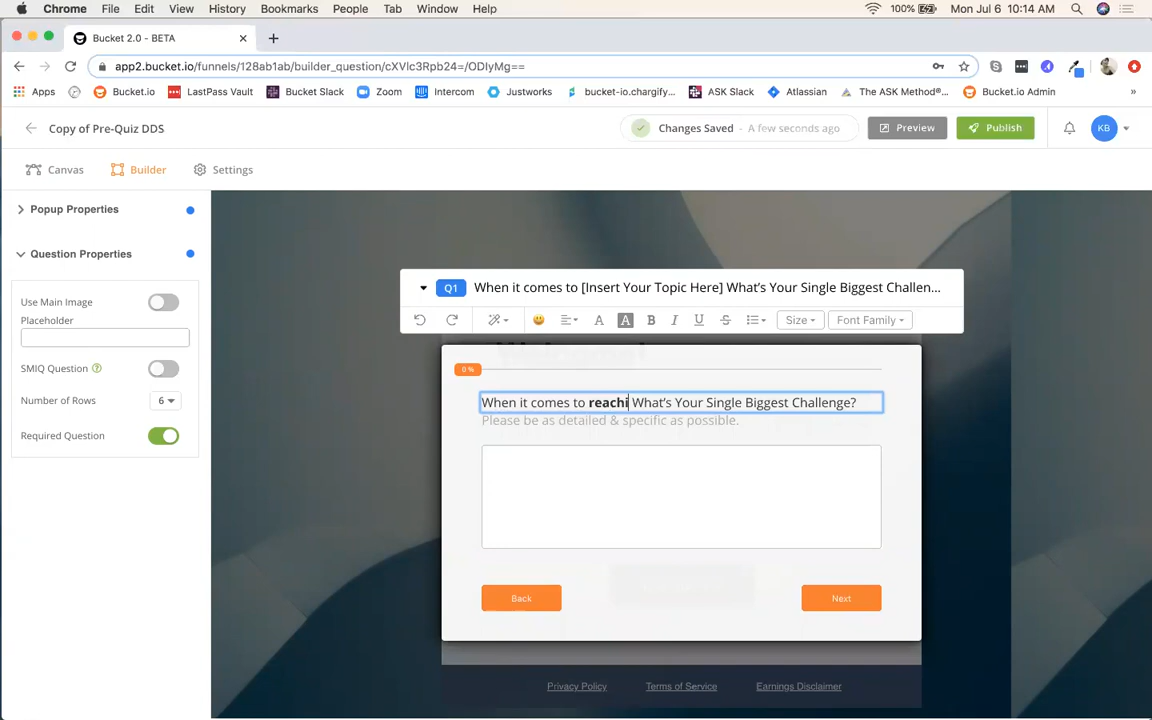 Chrome File Edit View History Bookmarks People Tab Window Help 100% Mon Jul 6 10:14 AM
Bucket 2.0 - BETA
app2.bucket.io/funnels/128ab1ab/builder_question/cXVlc3Rpb24=/ODIyMg==
Apps Bucket.io LastPass Vault Bucket Slack Zoom Intercom Justworks bucket-io.chargify... ASK Slack Atlassian The ASK Method®... Bucket.io Admin »
Copy of Pre-Quiz DDS Changes Saved - A few seconds ago Preview Publish KB
Canvas Builder Settings
Popup Properties
Question Properties
Use Main Image
Placeholder
SMIQ Question
Number of Rows 6
Required Question
Q1 When it comes to [Insert Your Topic Here] What's Your Single Biggest Challen...
A A B I U S Size Font Family
0 %
When it comes to reachi What's Your Single Biggest Challenge?
Please be as detailed & specific as possible.
Back Next
Privacy Policy Terms of Service Earnings Disclaimer